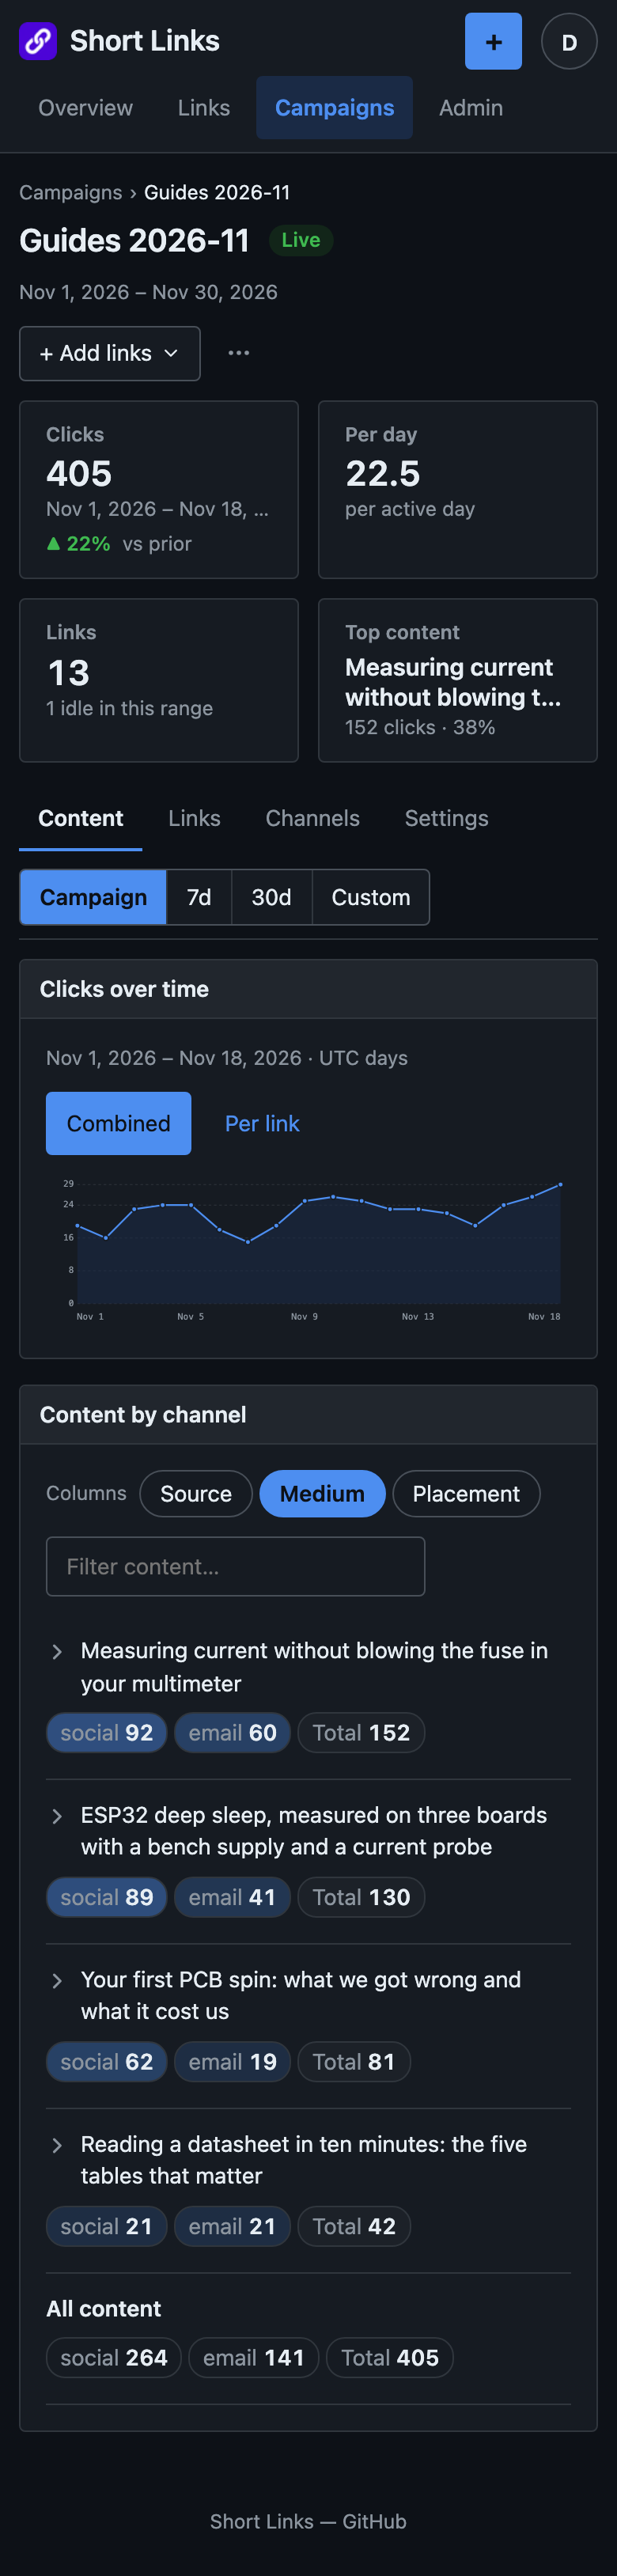 Short Links
+
D
Overview
Links
Campaigns
Admin
Campaigns › Guides 2026-11
Guides 2026-11 Live
Nov 1, 2026 – Nov 30, 2026
+ Add links
Clicks
405
Nov 1, 2026 – Nov 18, ...
▲ 22% vs prior
Per day
22.5
per active day
Links
13
1 idle in this range
Top content
Measuring current
without blowing t...
152 clicks · 38%
Content
Links
Channels
Settings
Campaign
7d
30d
Custom
Clicks over time
Nov 1, 2026 – Nov 18, 2026 · UTC days
Combined
Per link
29
24
16
8
0
Nov 1
Nov 5
Nov 9
Nov 13
Nov 18
Content by channel
Columns
Source
Medium
Placement
Filter content...
Measuring current without blowing the fuse in
your multimeter
social 92
email 60
Total 152
ESP32 deep sleep, measured on three boards
with a bench supply and a current probe
social 89
email 41
Total 130
Your first PCB spin: what we got wrong and
what it cost us
social 62
email 19
Total 81
Reading a datasheet in ten minutes: the five
tables that matter
social 21
email 21
Total 42
All content
social 264
email 141
Total 405
Short Links — GitHub